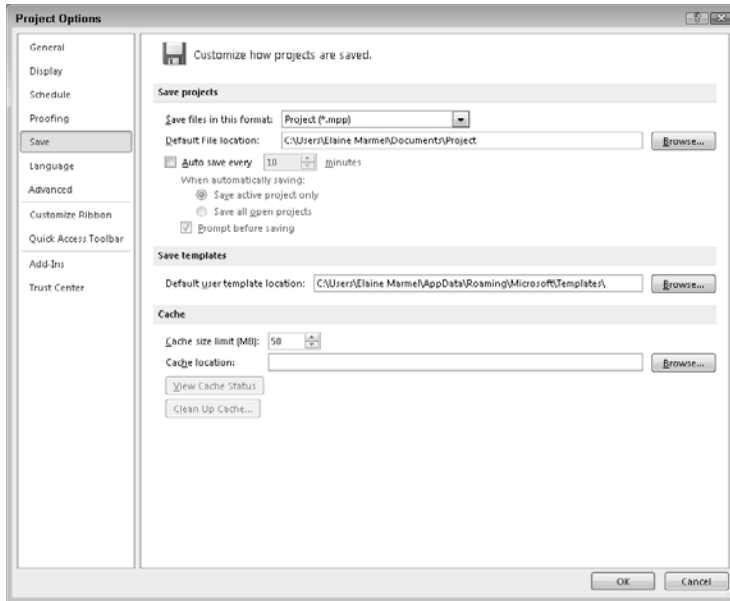 Project Options
General
Display
Schedule
Proofing
Save
Language
Advanced
Customize Ribbon
Quick Access Toolbar
Add-Ins
Trust Center
Customize how projects are saved.
Save projects
Save files in this format: Project (*.mpp)
Default File location: C:\Users\Elaine Marmel\Documents\Project Browse...
Auto save every 10 minutes
When automatically saving:
Save active project only
Save all open projects
Prompt before saving
Save templates
Default user template location: C:\Users\Elaine Marmel\AppData\Roaming\Microsoft\Templates\ Browse...
Cache
Cache size limit (MB): 50
Cache location: Browse...
View Cache Status
Clean Up Cache...
OK Cancel